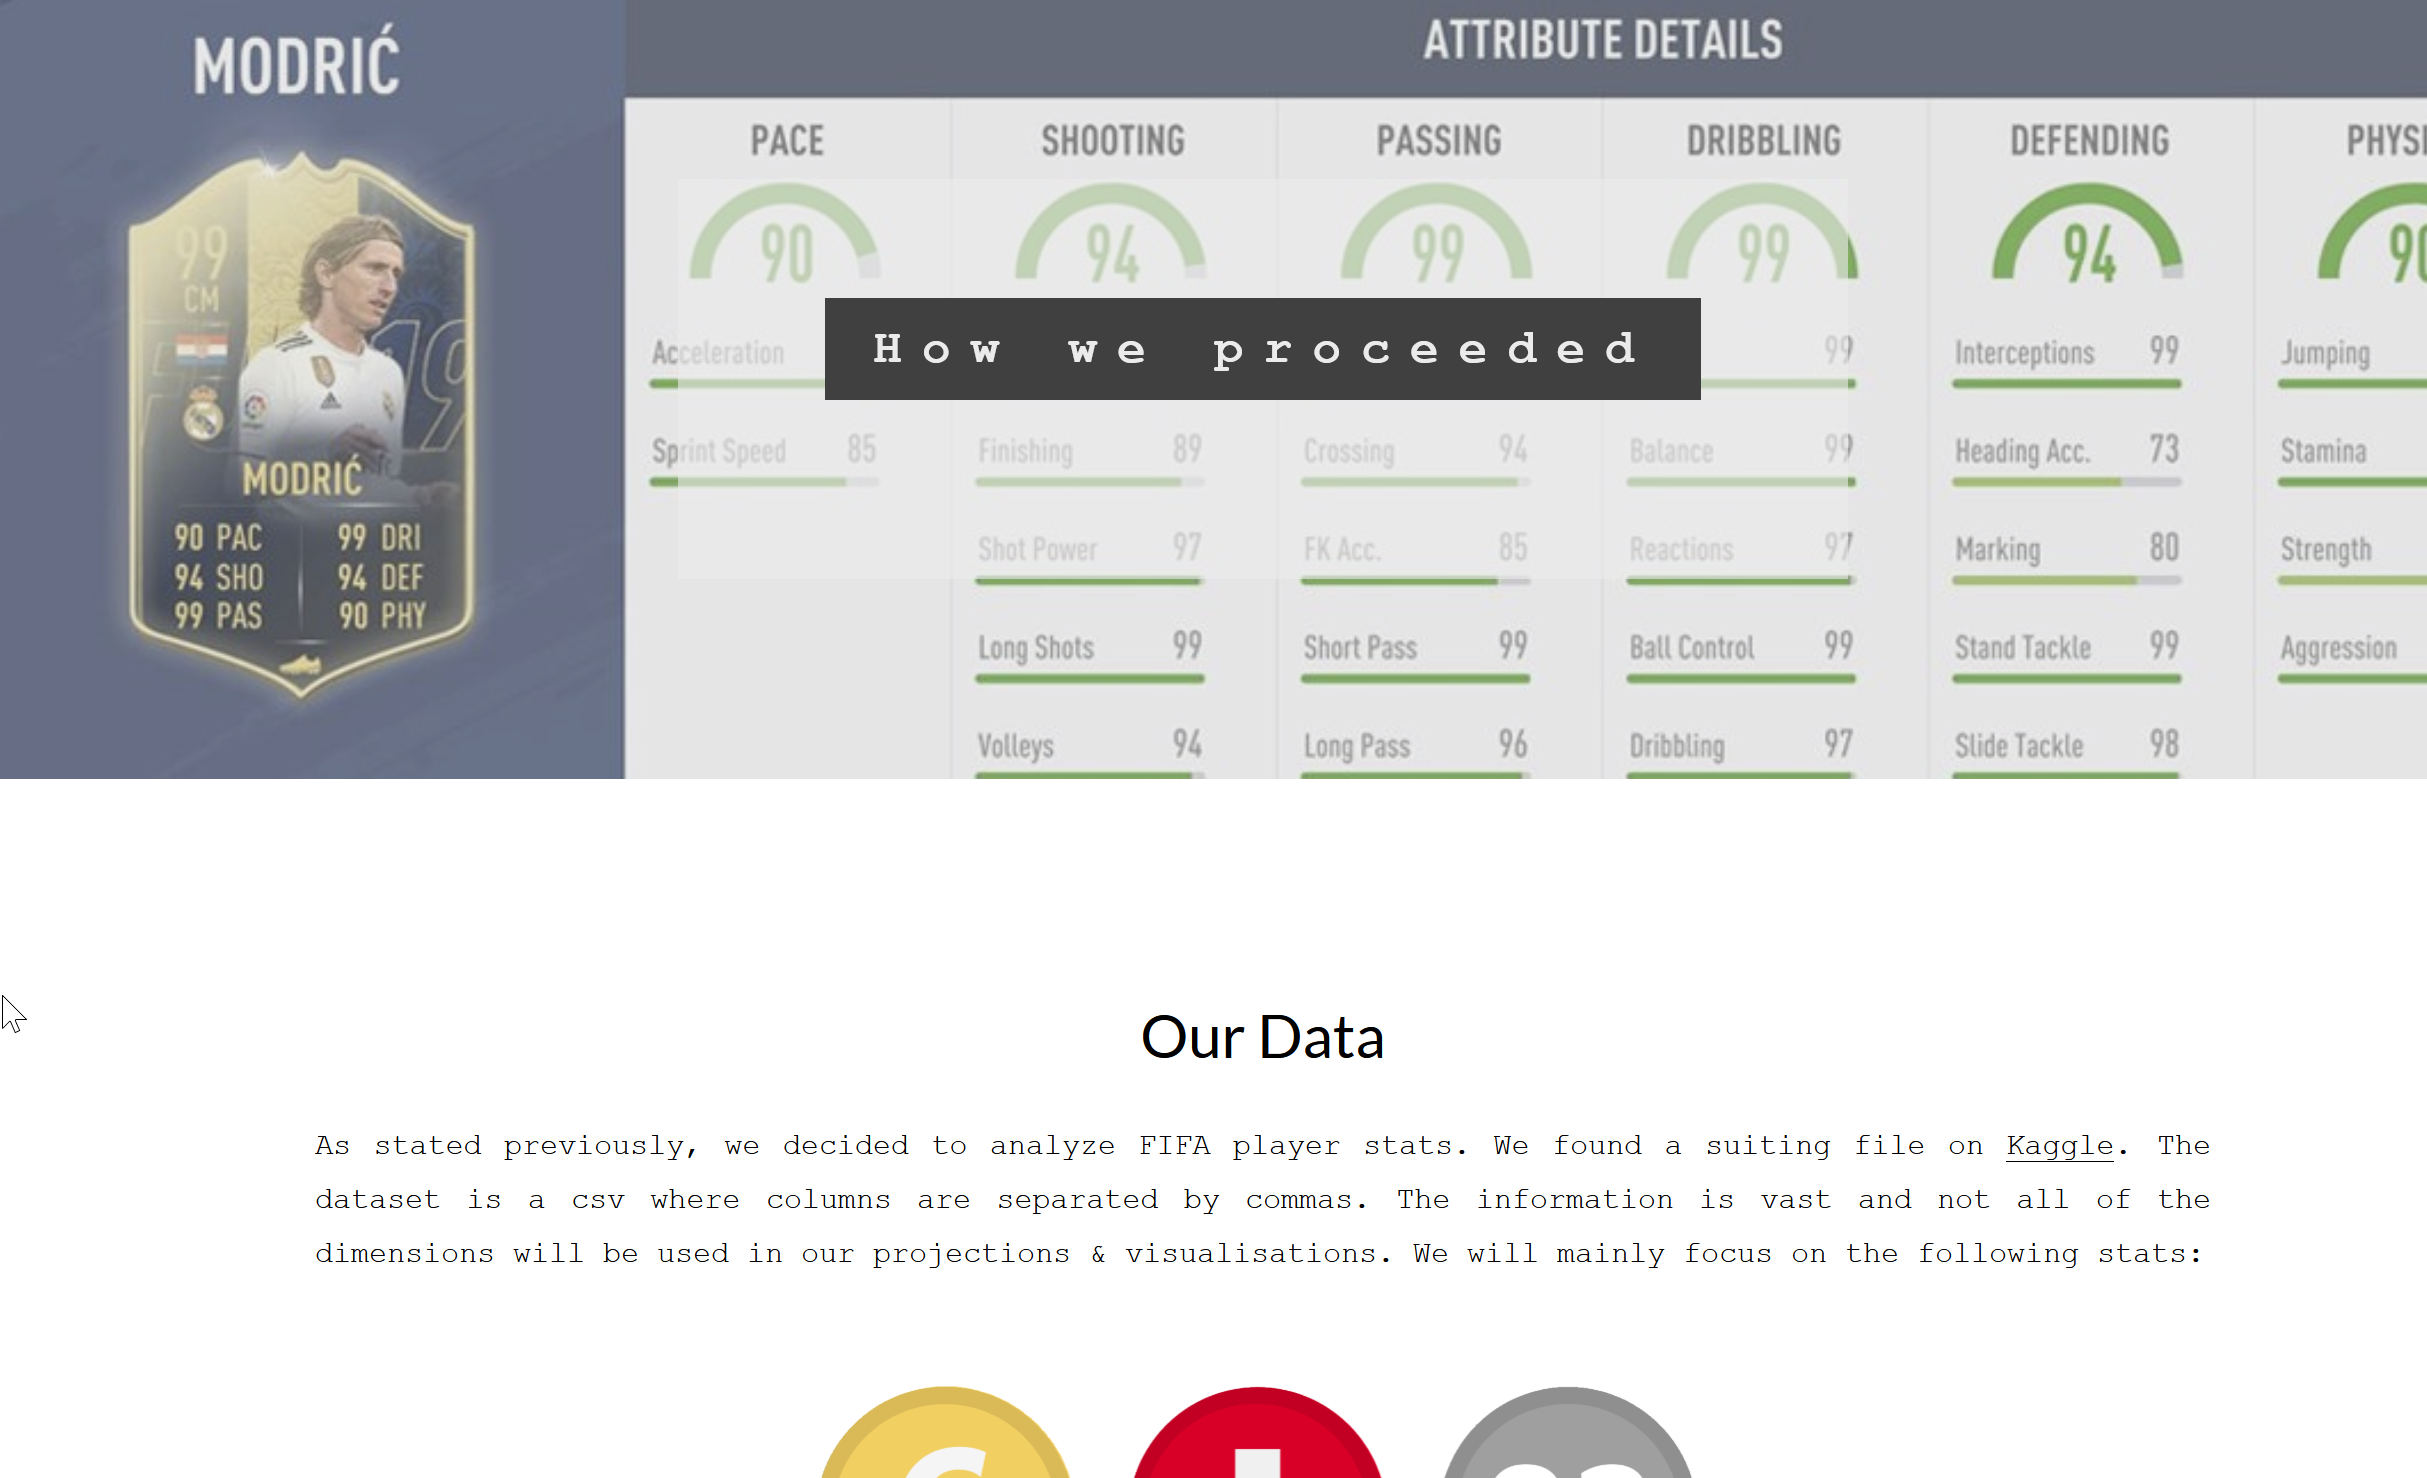 MODRIĆ
99
CM
MODRIĆ
90 PAC 99 DRI
94 SHO 94 DEF
99 PAS 90 PHY
ATTRIBUTE DETAILS
PACE SHOOTING PASSING DRIBBLING DEFENDING
90 94 99 99 94
How we proceeded
Acceleration 99 Interceptions 99 Jumping
Sprint Speed 85 Finishing 89 Crossing 94 Balance 99 Heading Acc. 73 Stamina
Shot Power 97 FK Acc. 85 Reactions 97 Marking 80 Strength
Long Shots 99 Short Pass 99 Ball Control 99 Stand Tackle 99 Aggression
Volleys 94 Long Pass 96 Dribbling 97 Slide Tackle 98
Our Data
As stated previously, we decided to analyze FIFA player stats. We found a suiting file on Kaggle. The
dataset is a csv where columns are separated by commas. The information is vast and not all of the
dimensions will be used in our projections & visualisations. We will mainly focus on the following stats: